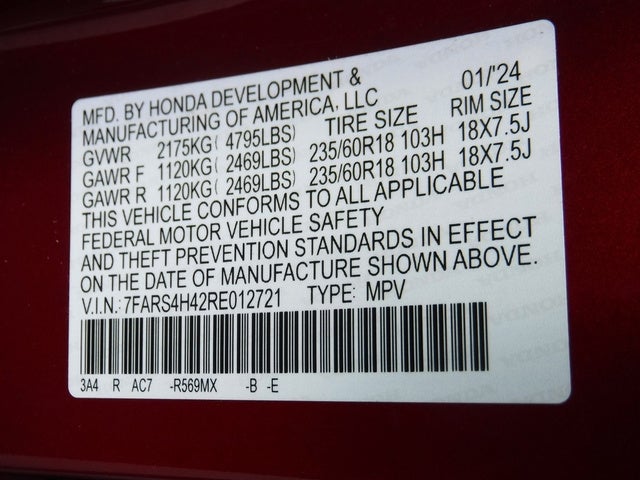 MFD. BY HONDA DEVELOPMENT & 01/'24
MANUFACTURING OF AMERICA, LLC
TIRE SIZE RIM SIZE
GVWR 2175KG( 4795LBS)
GAWR F 1120KG( 2469LBS) 235/60R18 103H 18X7.5J
GAWR R 1120KG( 2469LBS) 235/60R18 103H 18X7.5J
THIS VEHICLE CONFORMS TO ALL APPLICABLE
FEDERAL MOTOR VEHICLE SAFETY
AND THEFT PREVENTION STANDARDS IN EFFECT
ON THE DATE OF MANUFACTURE SHOWN ABOVE.
V.I.N.: 7FARS4H42RE012721 TYPE: MPV
3A4 R AC7 -R569MX -B -E